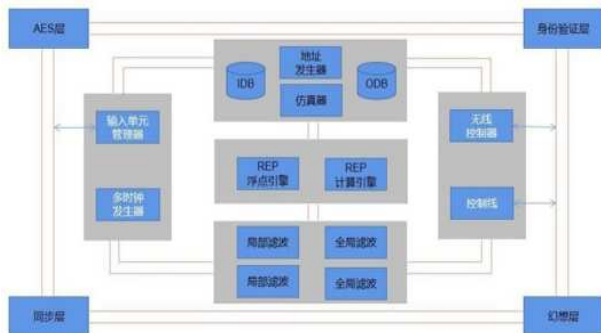 AES层
身份验证层
IDB
地址
发生器
ODB
仿真器
输入单元
管理器
无线
控制器
REP
浮点引擎
REP
计算引擎
多时钟
发生器
控制线
局部滤波
全局滤波
局部滤波
全局滤波
同步层
幻想层